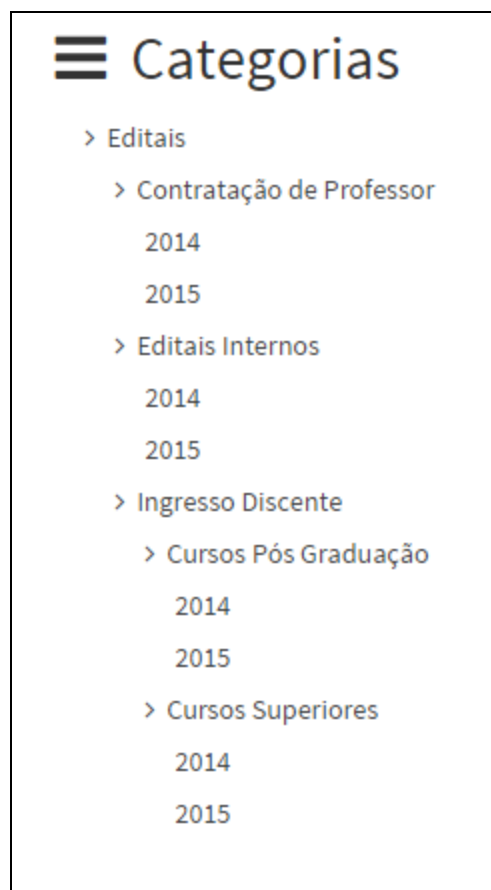 Categorias
Editais
Contratação de Professor
2014
2015
Editais Internos
2014
2015
Ingresso Discente
Cursos Pós Graduação
2014
2015
Cursos Superiores
2014
2015